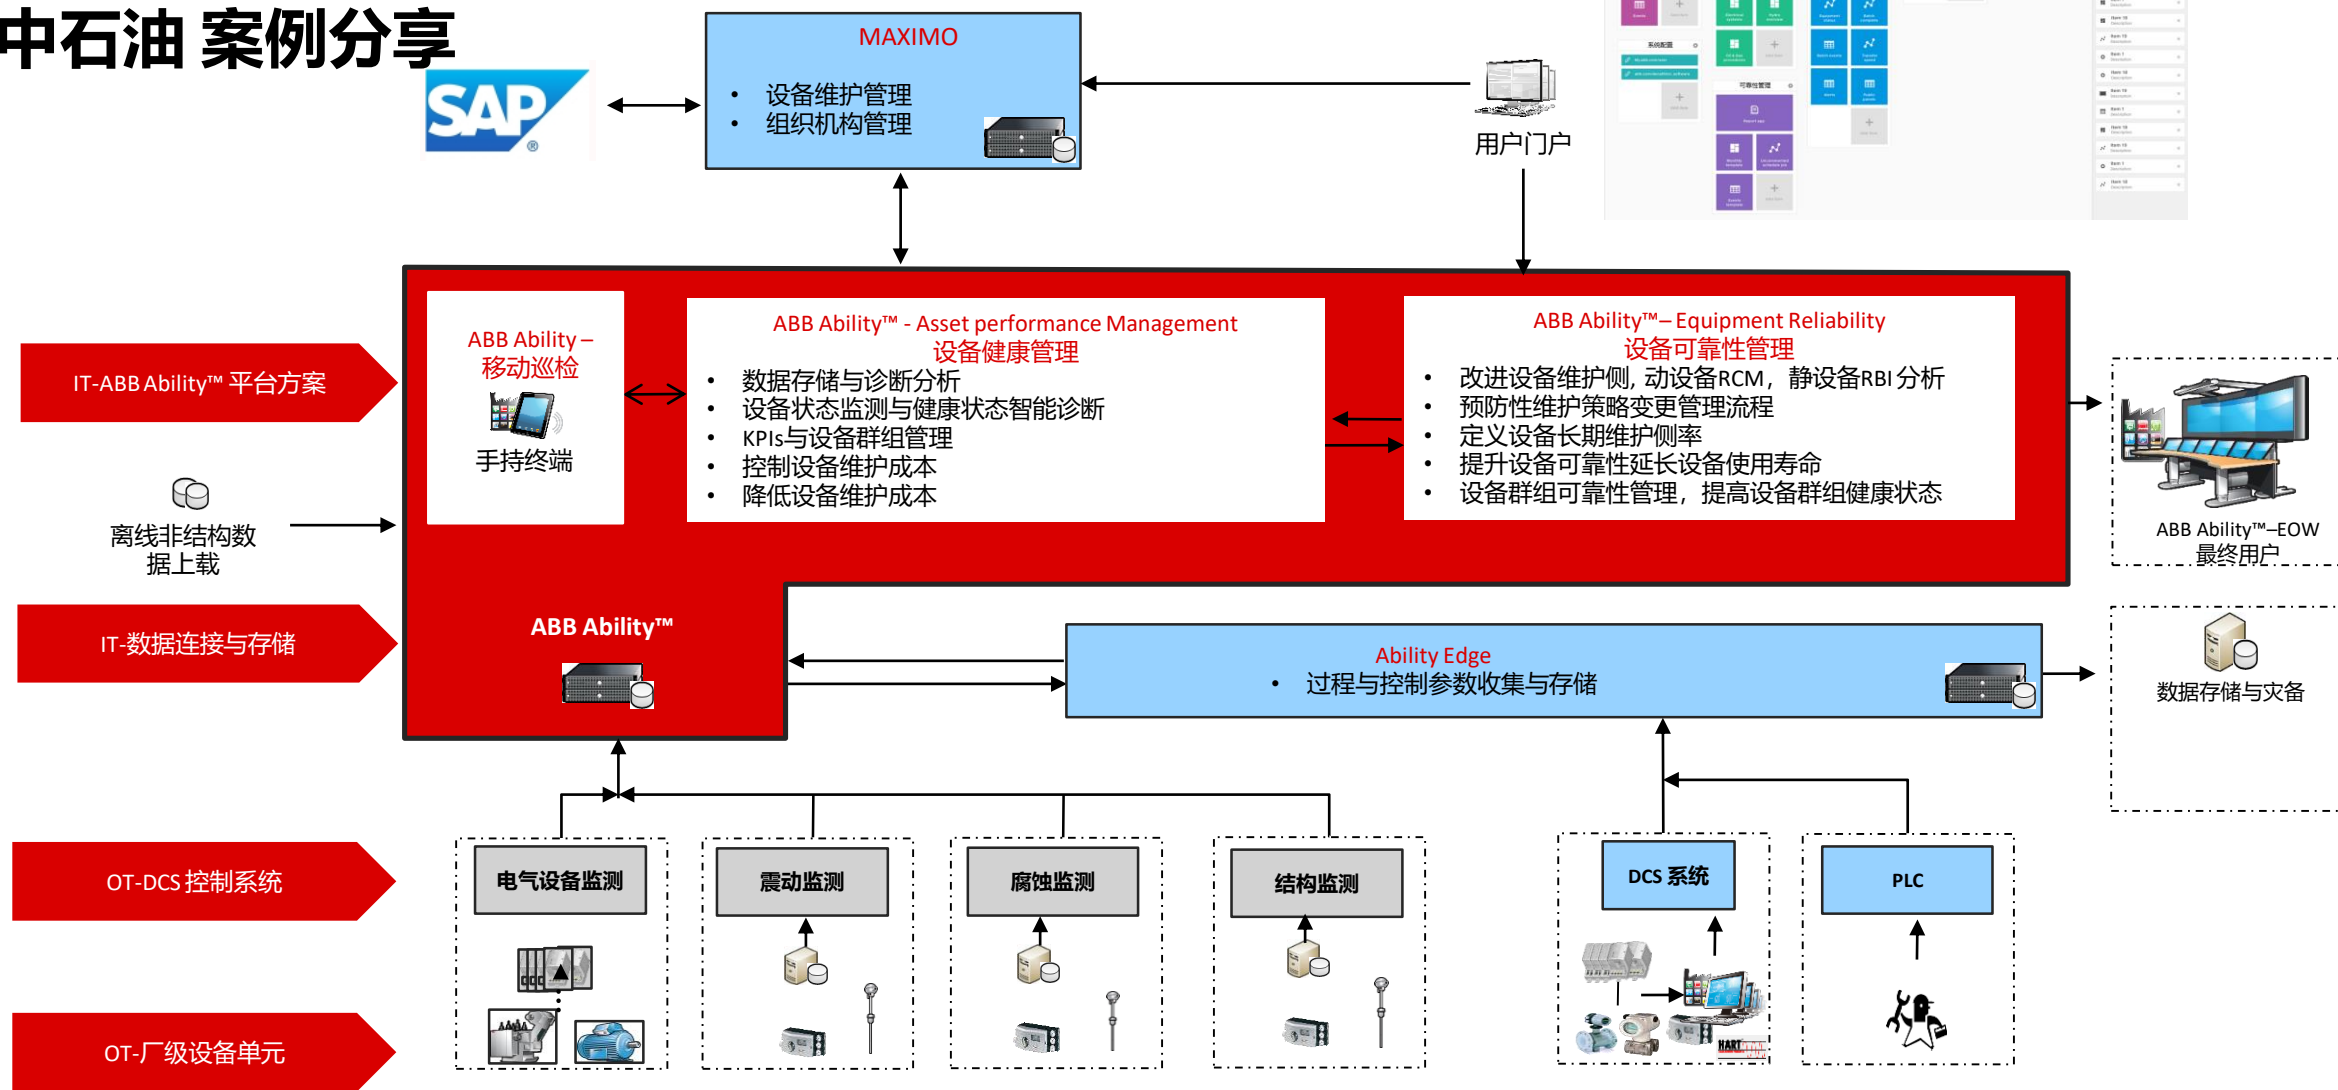 中石油 案例分享
SAP
MAXIMO
• 设备维护管理
• 组织机构管理
用户门户
系统配置
可靠性管理
IT-ABB Ability™ 平台方案
离线非结构数
据上载
IT-数据连接与存储
OT-DCS 控制系统
OT-厂级设备单元
ABB Ability –
移动巡检
手持终端
ABB Ability™ - Asset performance Management
设备健康管理
• 数据存储与诊断分析
• 设备状态监测与健康状态智能诊断
• KPIs与设备群组管理
• 控制设备维护成本
• 降低设备维护成本
ABB Ability™– Equipment Reliability
设备可靠性管理
• 改进设备维护侧, 动设备RCM，静设备RBI 分析
• 预防性维护策略变更管理流程
• 定义设备长期维护侧率
• 提升设备可靠性延长设备使用寿命
• 设备群组可靠性管理，提高设备群组健康状态
ABB Ability™–EOW
最终用户
ABB Ability™
Ability Edge
• 过程与控制参数收集与存储
数据存储与灾备
电气设备监测
震动监测
腐蚀监测
结构监测
DCS 系统
PLC
HART